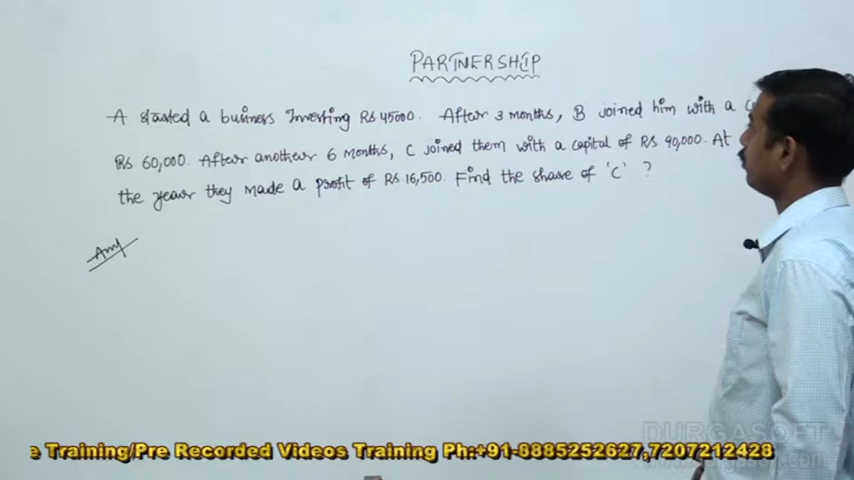 PARTNERSHIP
A started a business Investing Rs 45000. After 3 months, B joined him with a
Rs 60,000. After another 6 months, C joined them with a capital of Rs 90,000. At
the year they made a profit of Rs.16,500. Find the share of 'C' ?
Ans
e Training/Pre Recorded Videos Training Ph:+91-8885252627,7207212428
DURGASOFT